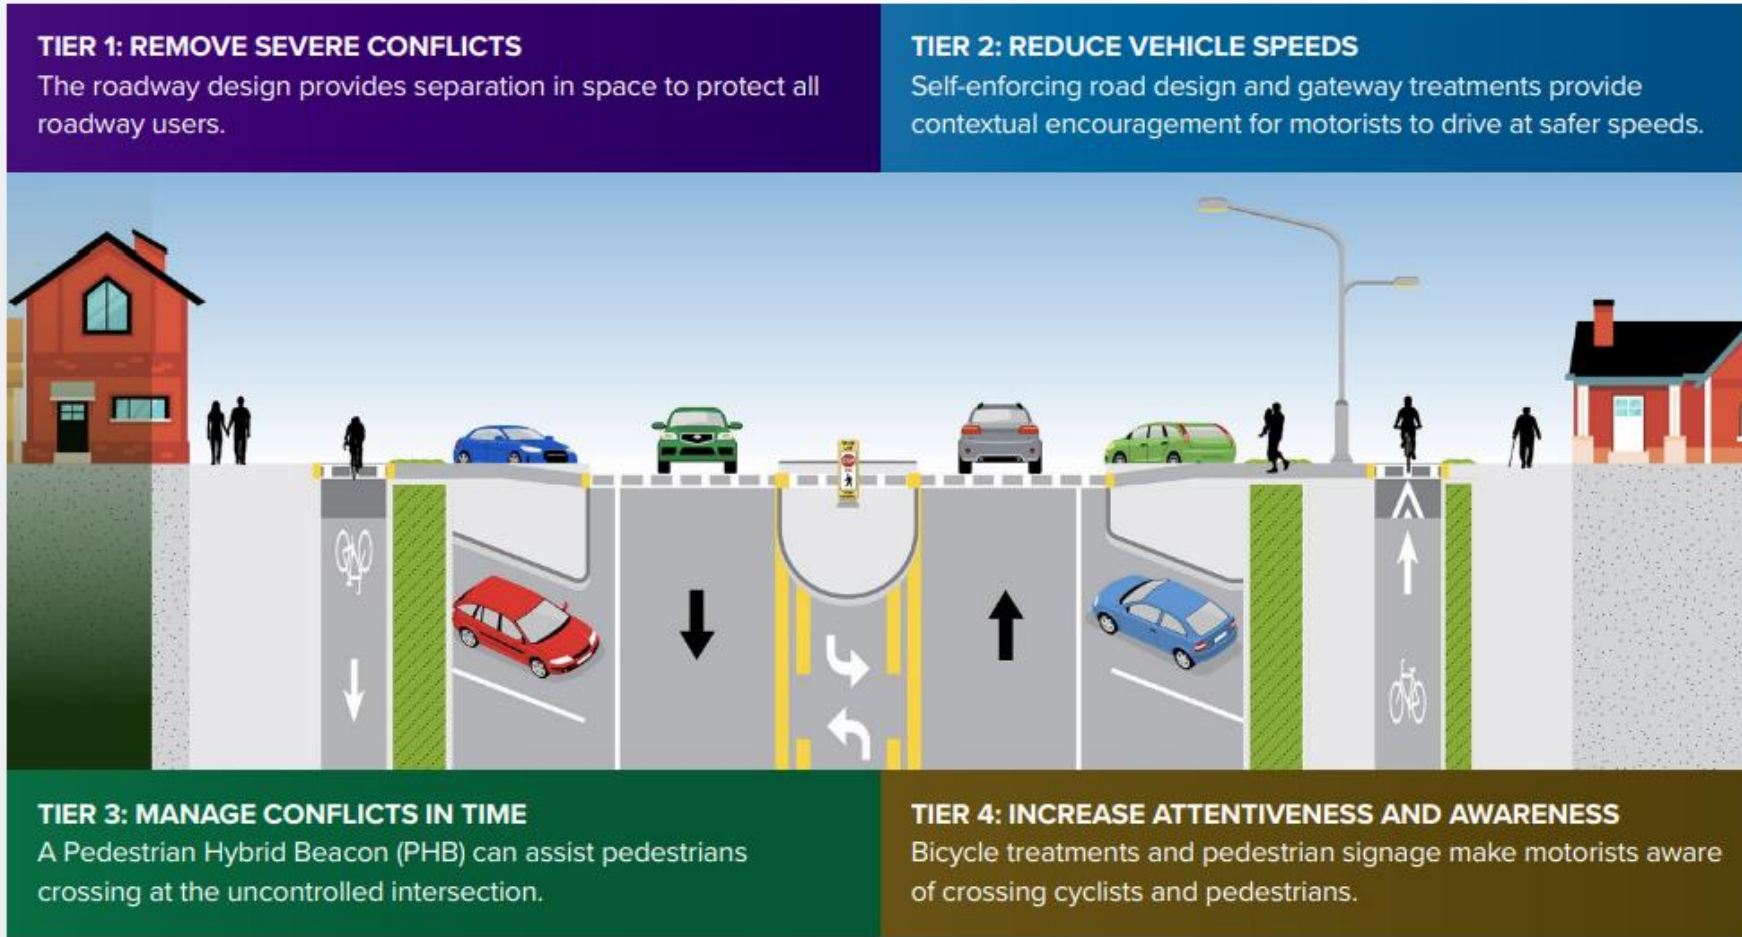 TIER 1: REMOVE SEVERE CONFLICTS
The roadway design provides separation in space to protect all
roadway users.
TIER 2: REDUCE VEHICLE SPEEDS
Self-enforcing road design and gateway treatments provide
contextual encouragement for motorists to drive at safer speeds.
TIER 3: MANAGE CONFLICTS IN TIME
A Pedestrian Hybrid Beacon (PHB) can assist pedestrians
crossing at the uncontrolled intersection.
TIER 4: INCREASE ATTENTIVENESS AND AWARENESS
Bicycle treatments and pedestrian signage make motorists aware
of crossing cyclists and pedestrians.